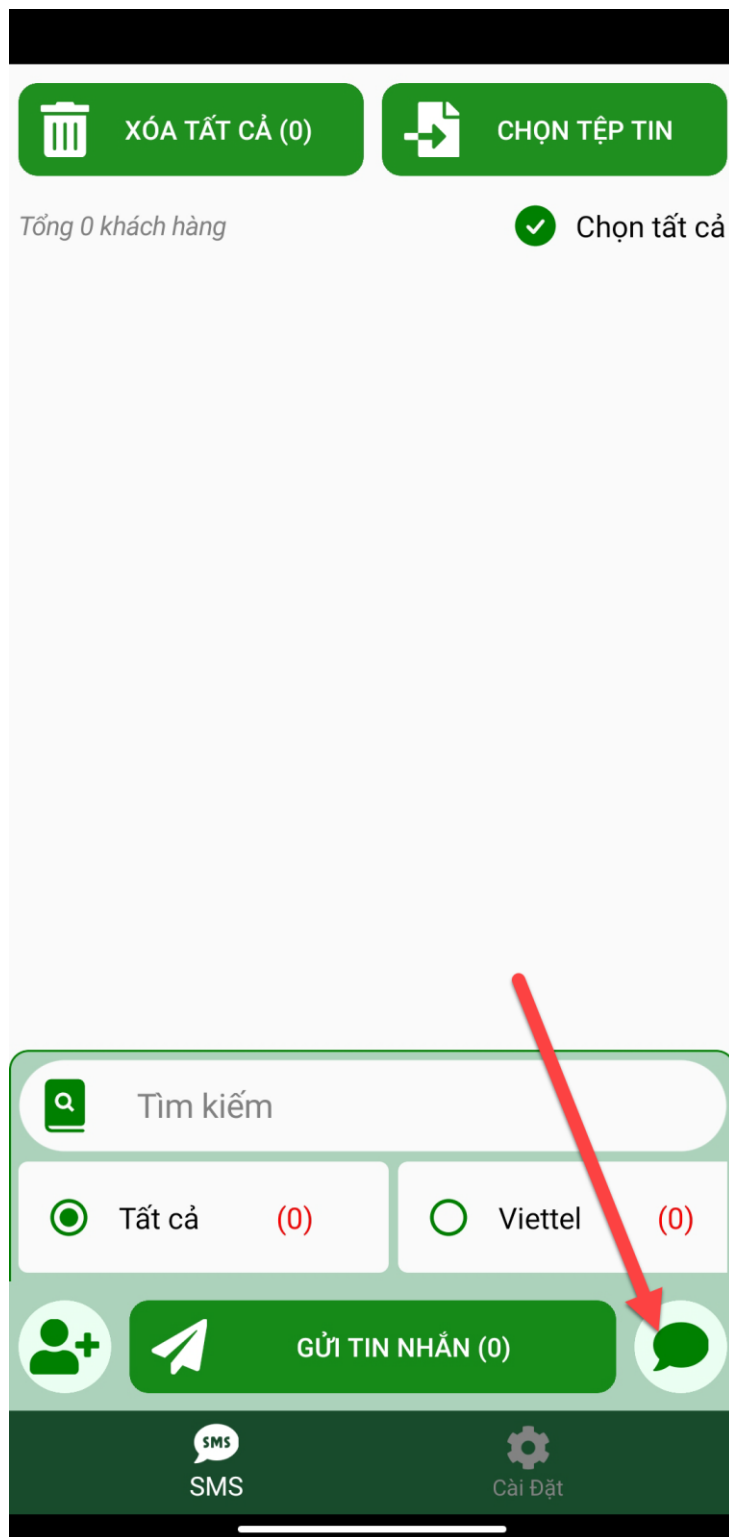 XÓA TẤT CẢ (0)
CHỌN TỆP TIN
Tổng 0 khách hàng
Chọn tất cả
Tìm kiếm
Tất cả (0)
Viettel (0)
GỬI TIN NHẮN (0)
SMS
SMS
Cài Đặt